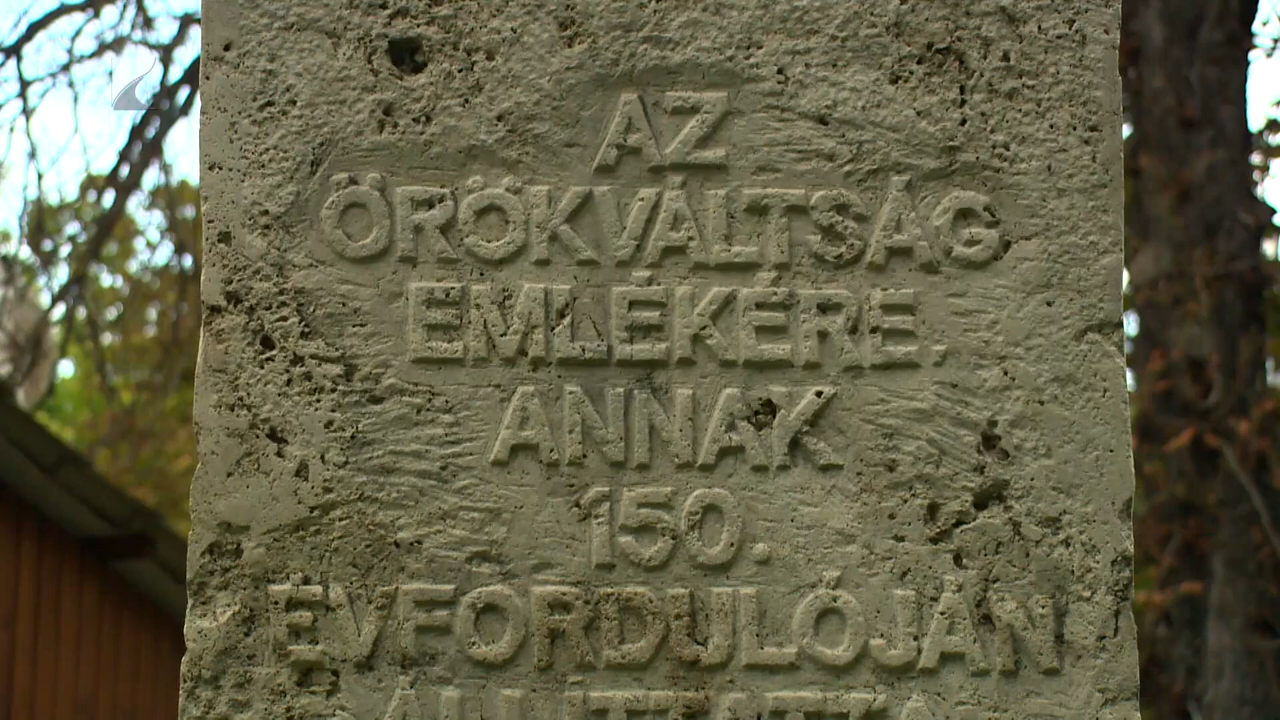 AZ
ÖRÖKVÁLTSÁG
EMLÉKÉRE,
ANNAK
150.
ÉVFORDULÓJÁN